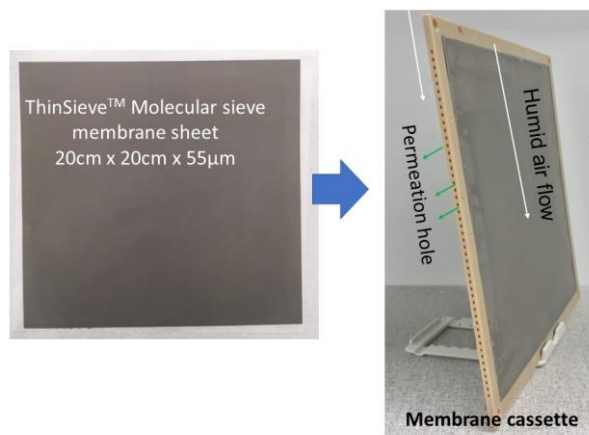 ThinSieve™ Molecular sieve
membrane sheet
20cm x 20cm x 55μm
Permeation hole
Humid air flow
Membrane cassette